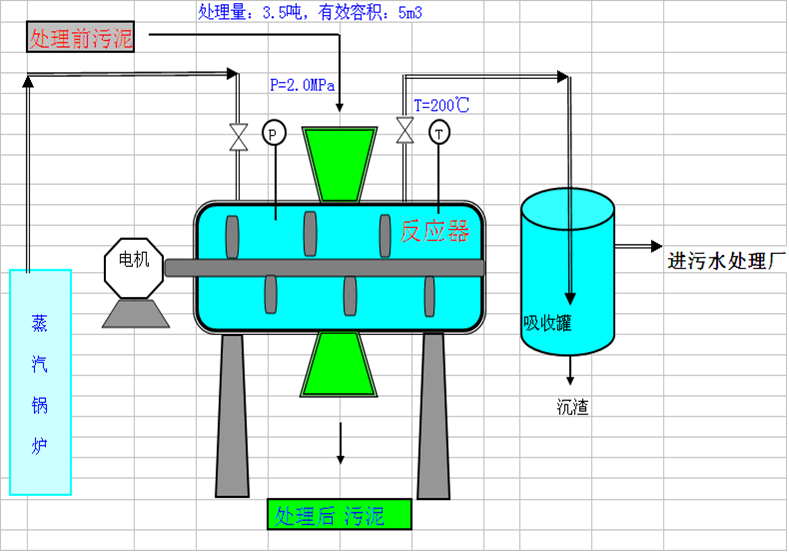 处理量：3.5吨，有效容积：5m3
处理前污泥
P=2.0MPa
T=200℃
P
T
反应器
电机
进污水处理厂
蒸汽锅炉
吸收罐
沉渣
处理后 污泥